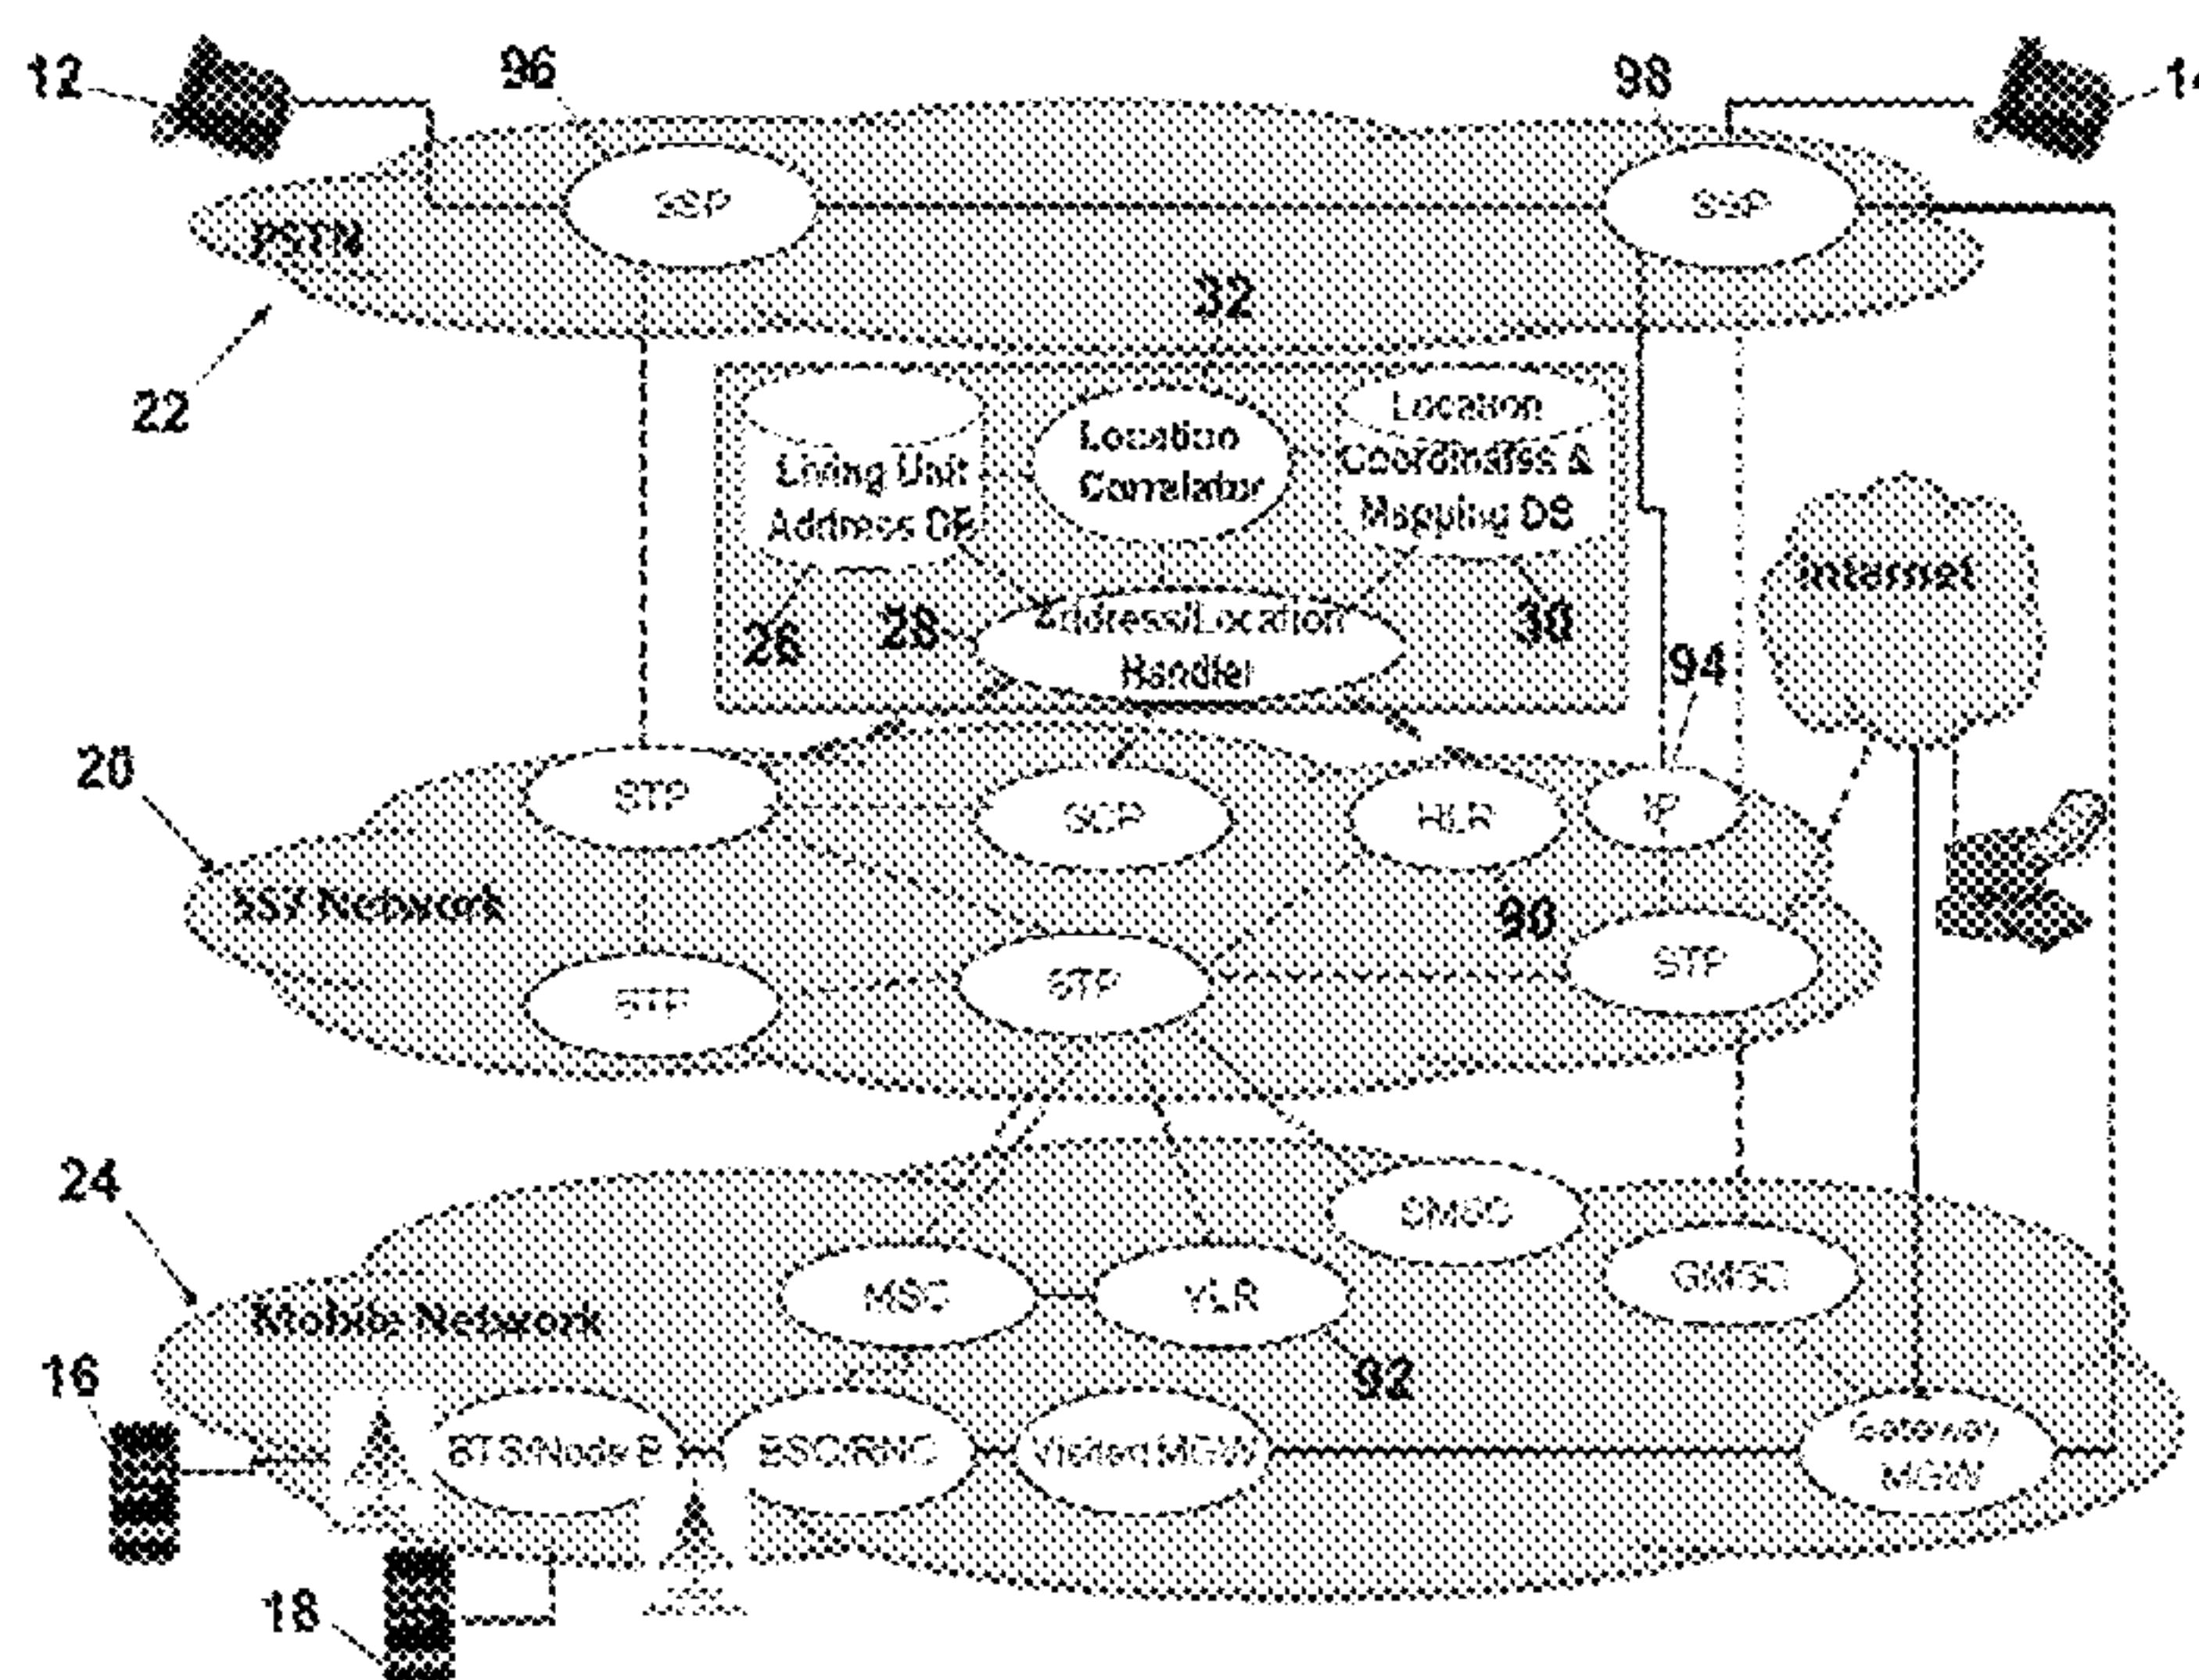 12
96
98
SSP
SSP
PSTN
32
22
Location
Correlator
Living Unit
Address DB
Location
Coordinates &
Mapping DB
Internet
26
28
Address/Location
Handler
30
94
20
STP
SCP
HLR
IP
SS7 Network
90
STP
STP
STP
24
SMSC
GMSC
MSC
VLR
Mobile Network
92
16
BTS/Node B
BSC/RNC
Visited MGW
Gateway
MGW
18